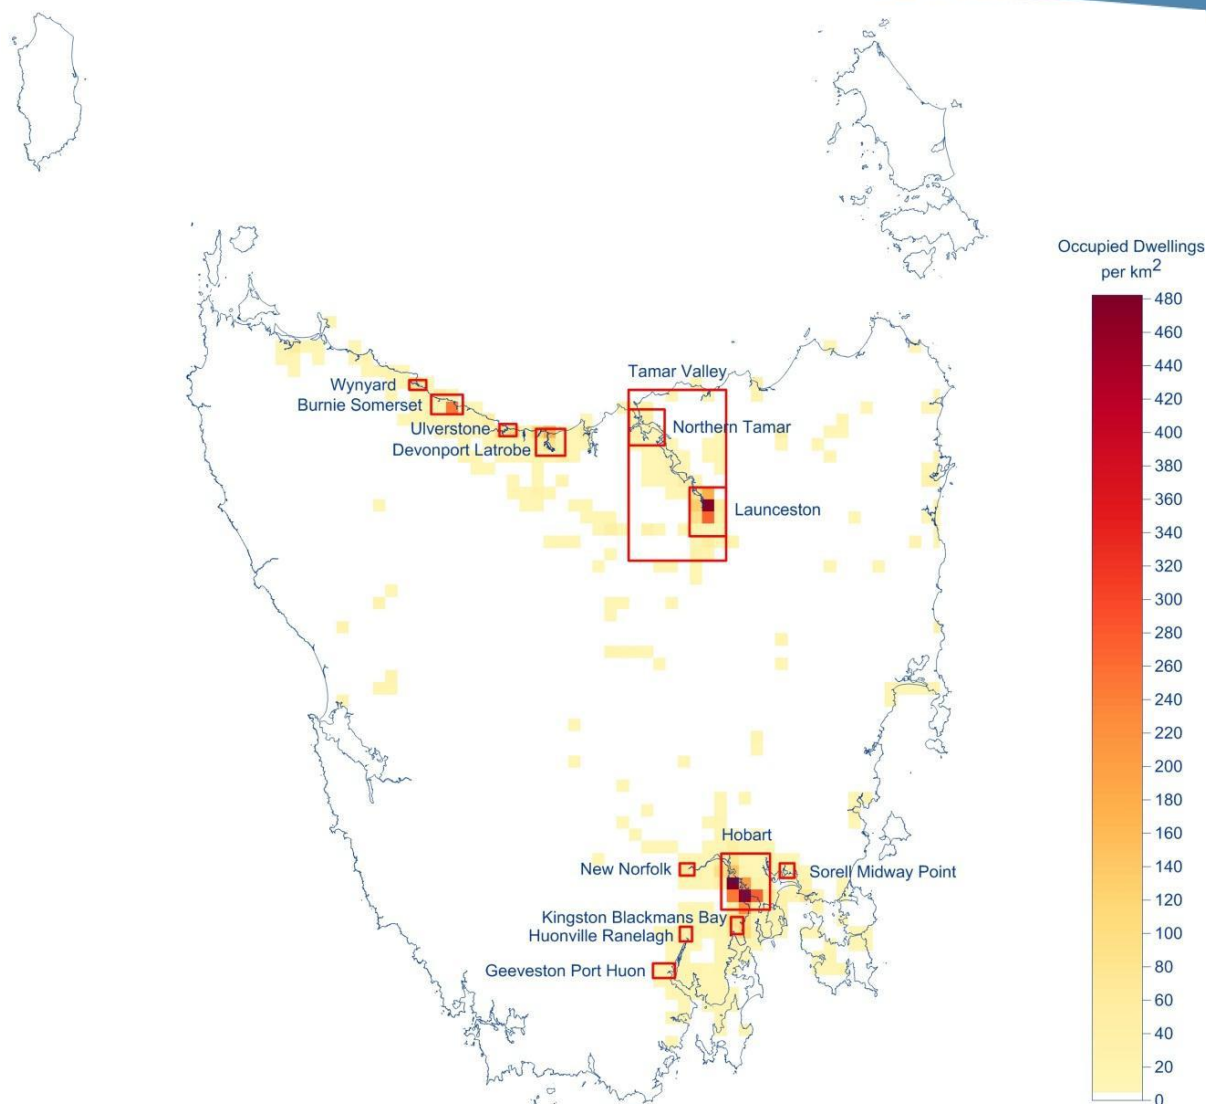 Occupied Dwellings
per km²
480
460
440
420
400
380
360
340
320
300
280
260
240
220
200
180
160
140
120
100
80
60
40
20
0
Tamar Valley
Wynyard
Burnie Somerset
Ulverstone
Northern Tamar
Devonport Latrobe
Launceston
Hobart
New Norfolk
Sorell Midway Point
Kingston Blackmans Bay
Huonville Ranelagh
Geeveston Port Huon